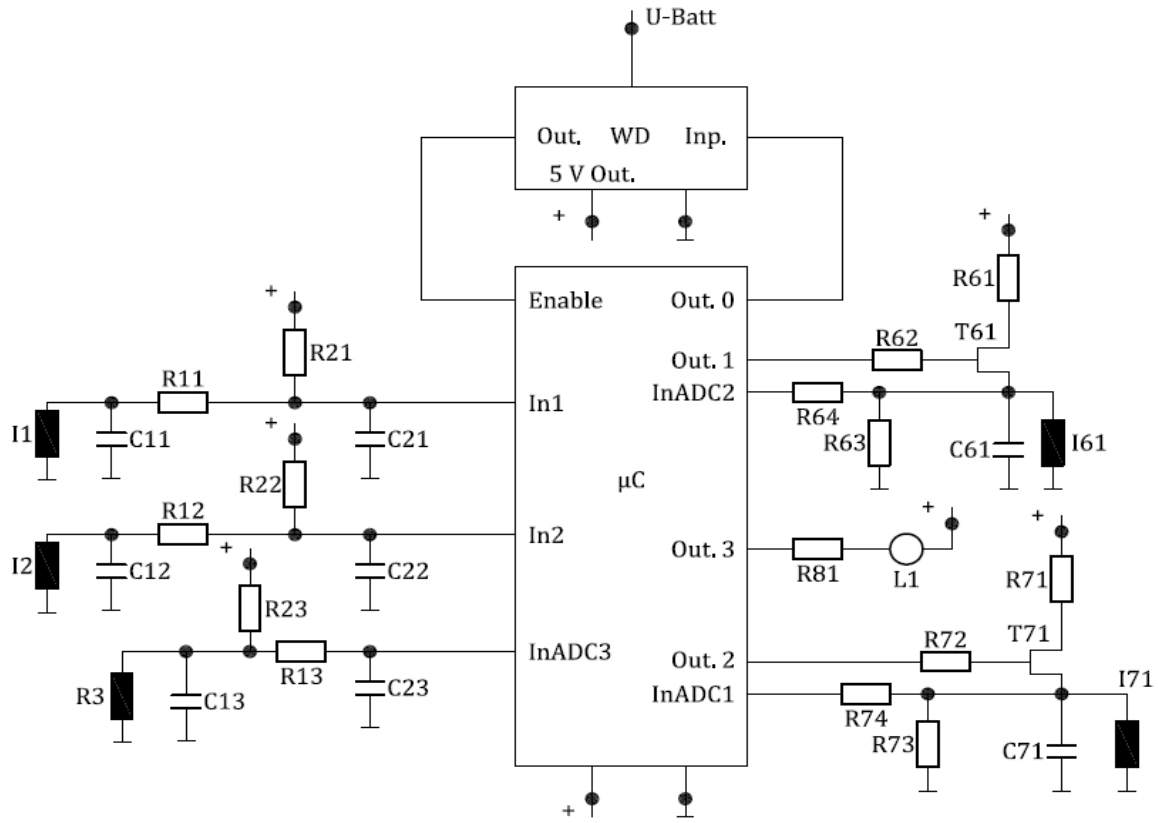 U-Batt
Out. WD Inp.
5 V Out.
+
+
Enable Out. 0
R61
+
R21
T61
R62
Out. 1
R11
In1
InADC2
R64
I1
C11
+
C21
R63
C61
I61
R22
µC
R12
In2
+
+
I2
C12
+
C22
Out. 3
R81
L1
R71
R23
T71
R72
InADC3
Out. 2
R13
I71
R3
C13
C23
InADC1
R74
R73
C71
+